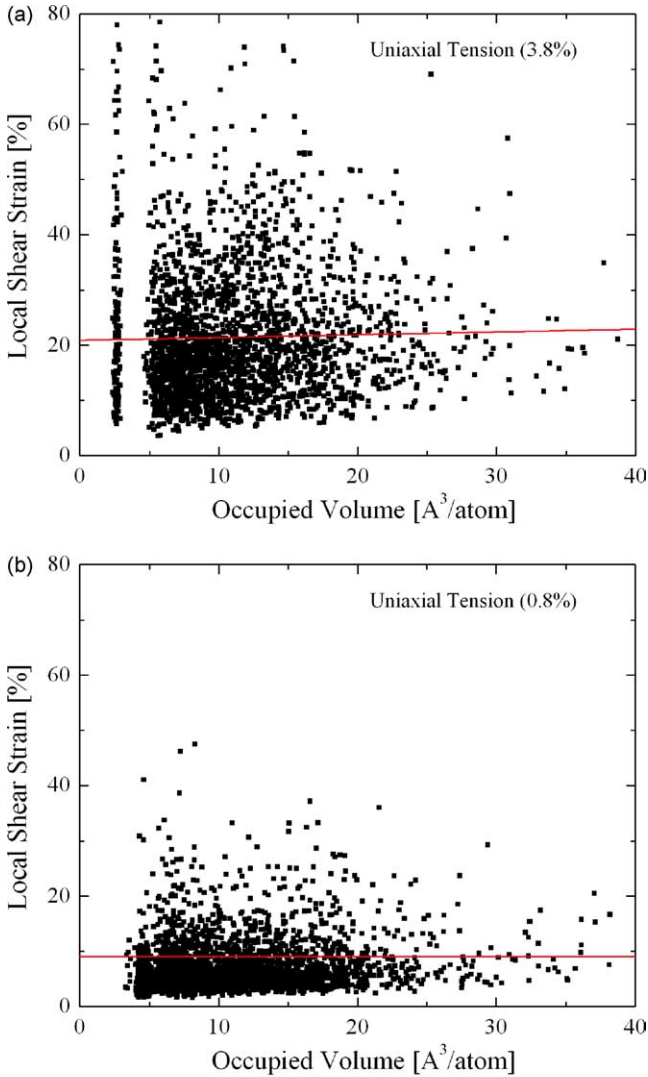 (a)
80
60
40
20
0
Local Shear Strain [%]
Uniaxial Tension (3.8%)
0 10 20 30 40
Occupied Volume [A^3/atom]
(b)
80
60
40
20
0
Local Shear Strain [%]
Uniaxial Tension (0.8%)
0 10 20 30 40
Occupied Volume [A^3/atom]